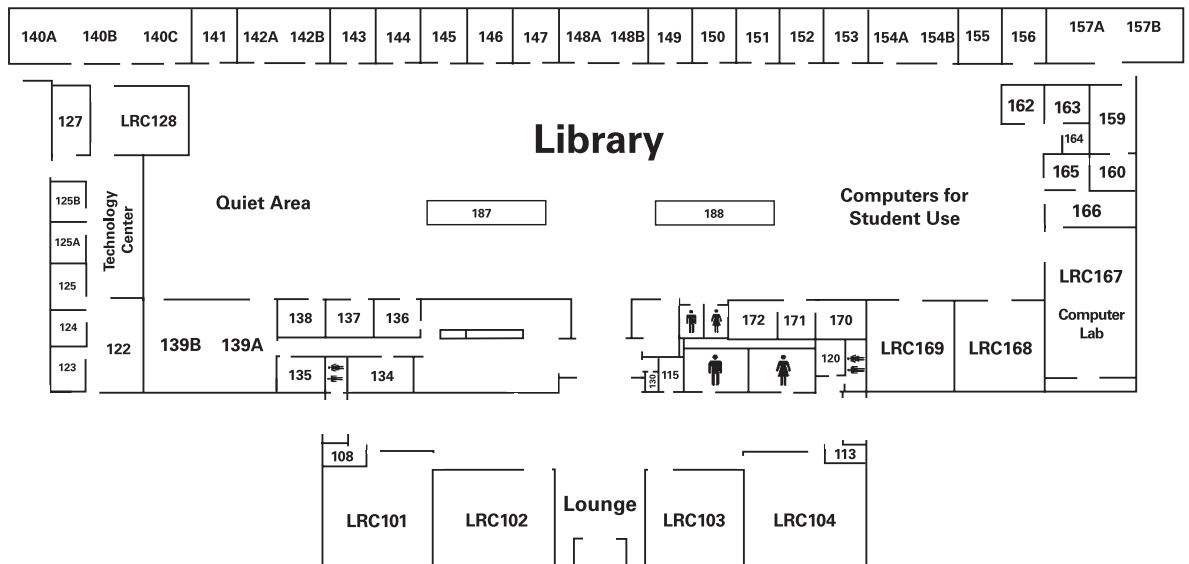 140A 140B 140C 141 142A 142B 143 144 145 146 147 148A 148B 149 150 151 152 153 154A 154B 155 156 157A 157B
127 LRC128 162 163 159
Library
164
165 160
125B
Technology
Center
Quiet Area
187
188
Computers for
Student Use
166
125A
125
LRC167
Computer
Lab
124
123
122
139B 139A
138 137 136
172 171 170
LRC169 LRC168
135 134
130 115
120
108
113
LRC101 LRC102
Lounge
LRC103 LRC104